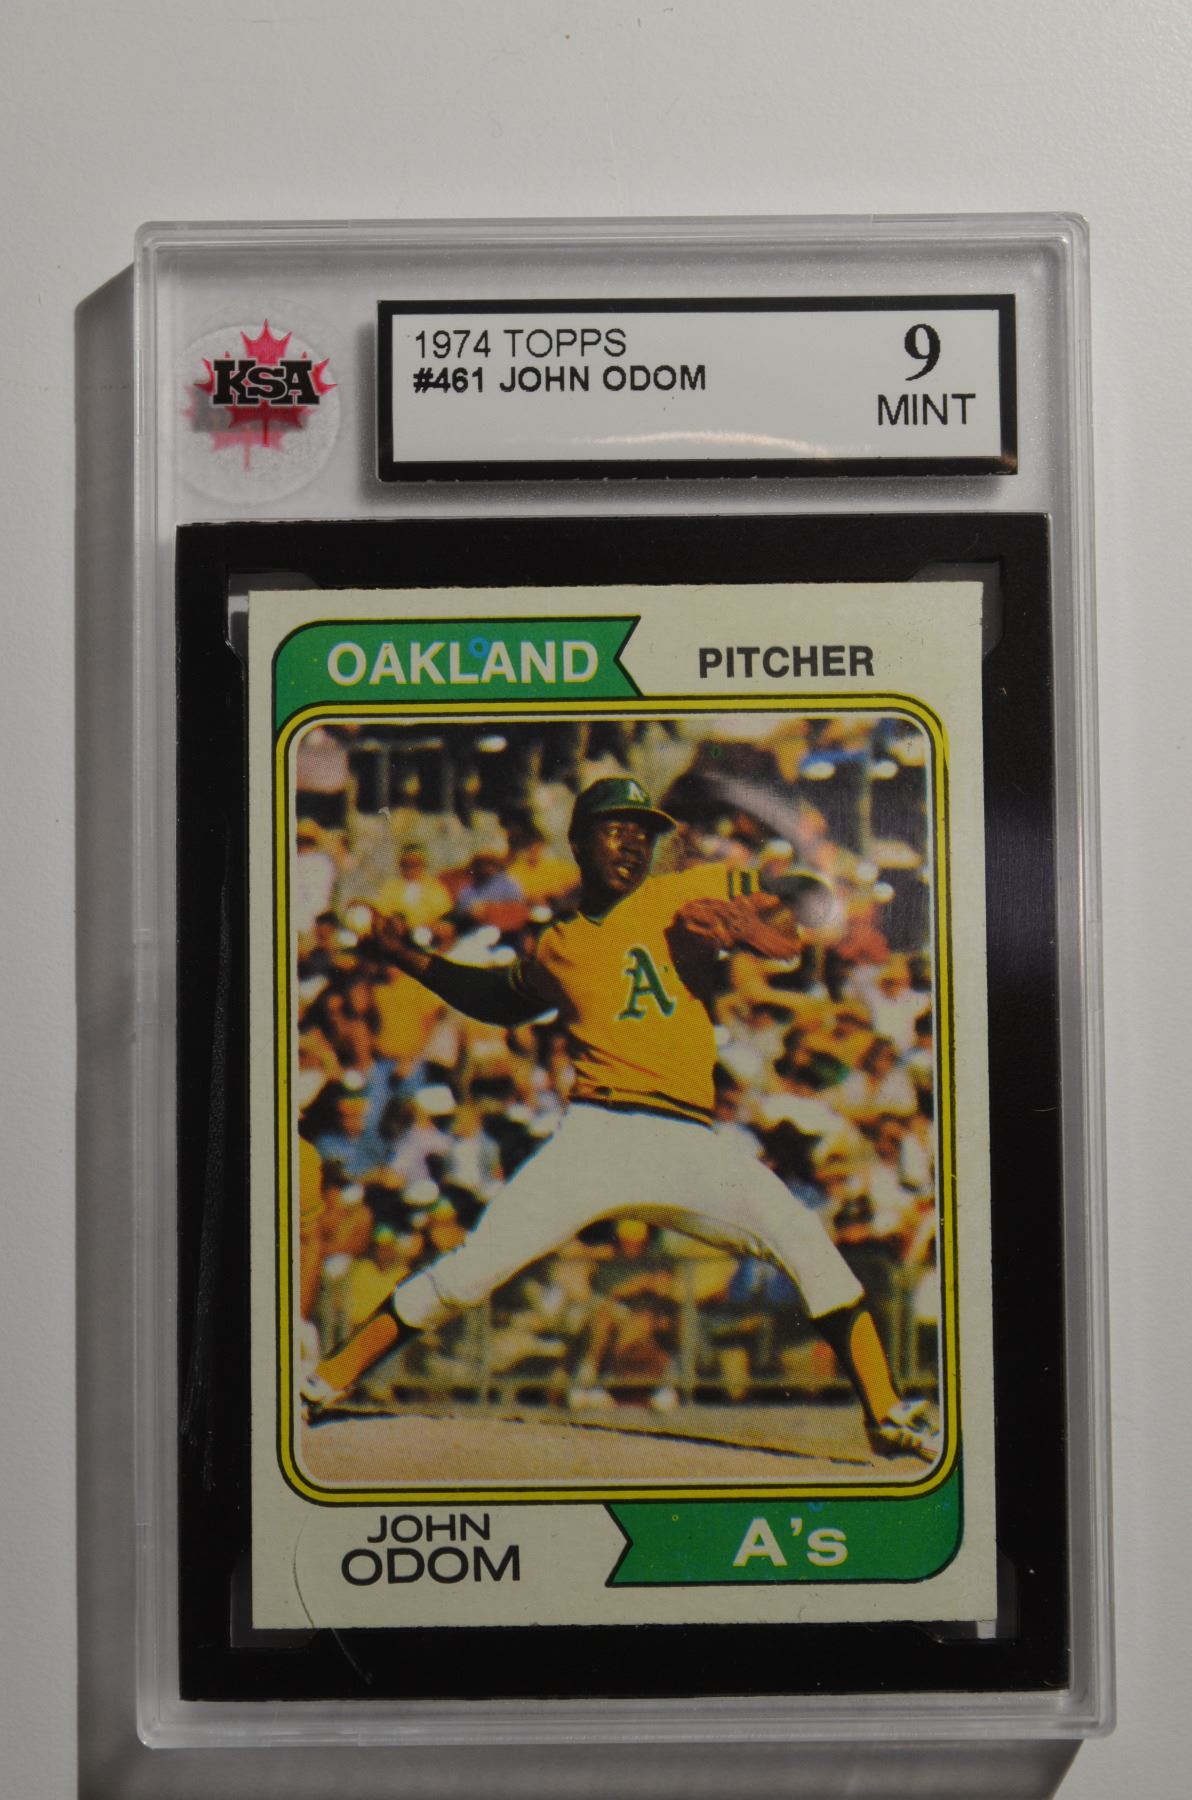 KSA
1974 TOPPS
#461 JOHN ODOM
9
MINT
OAKLAND
PITCHER
A
A
JOHN
ODOM
A's